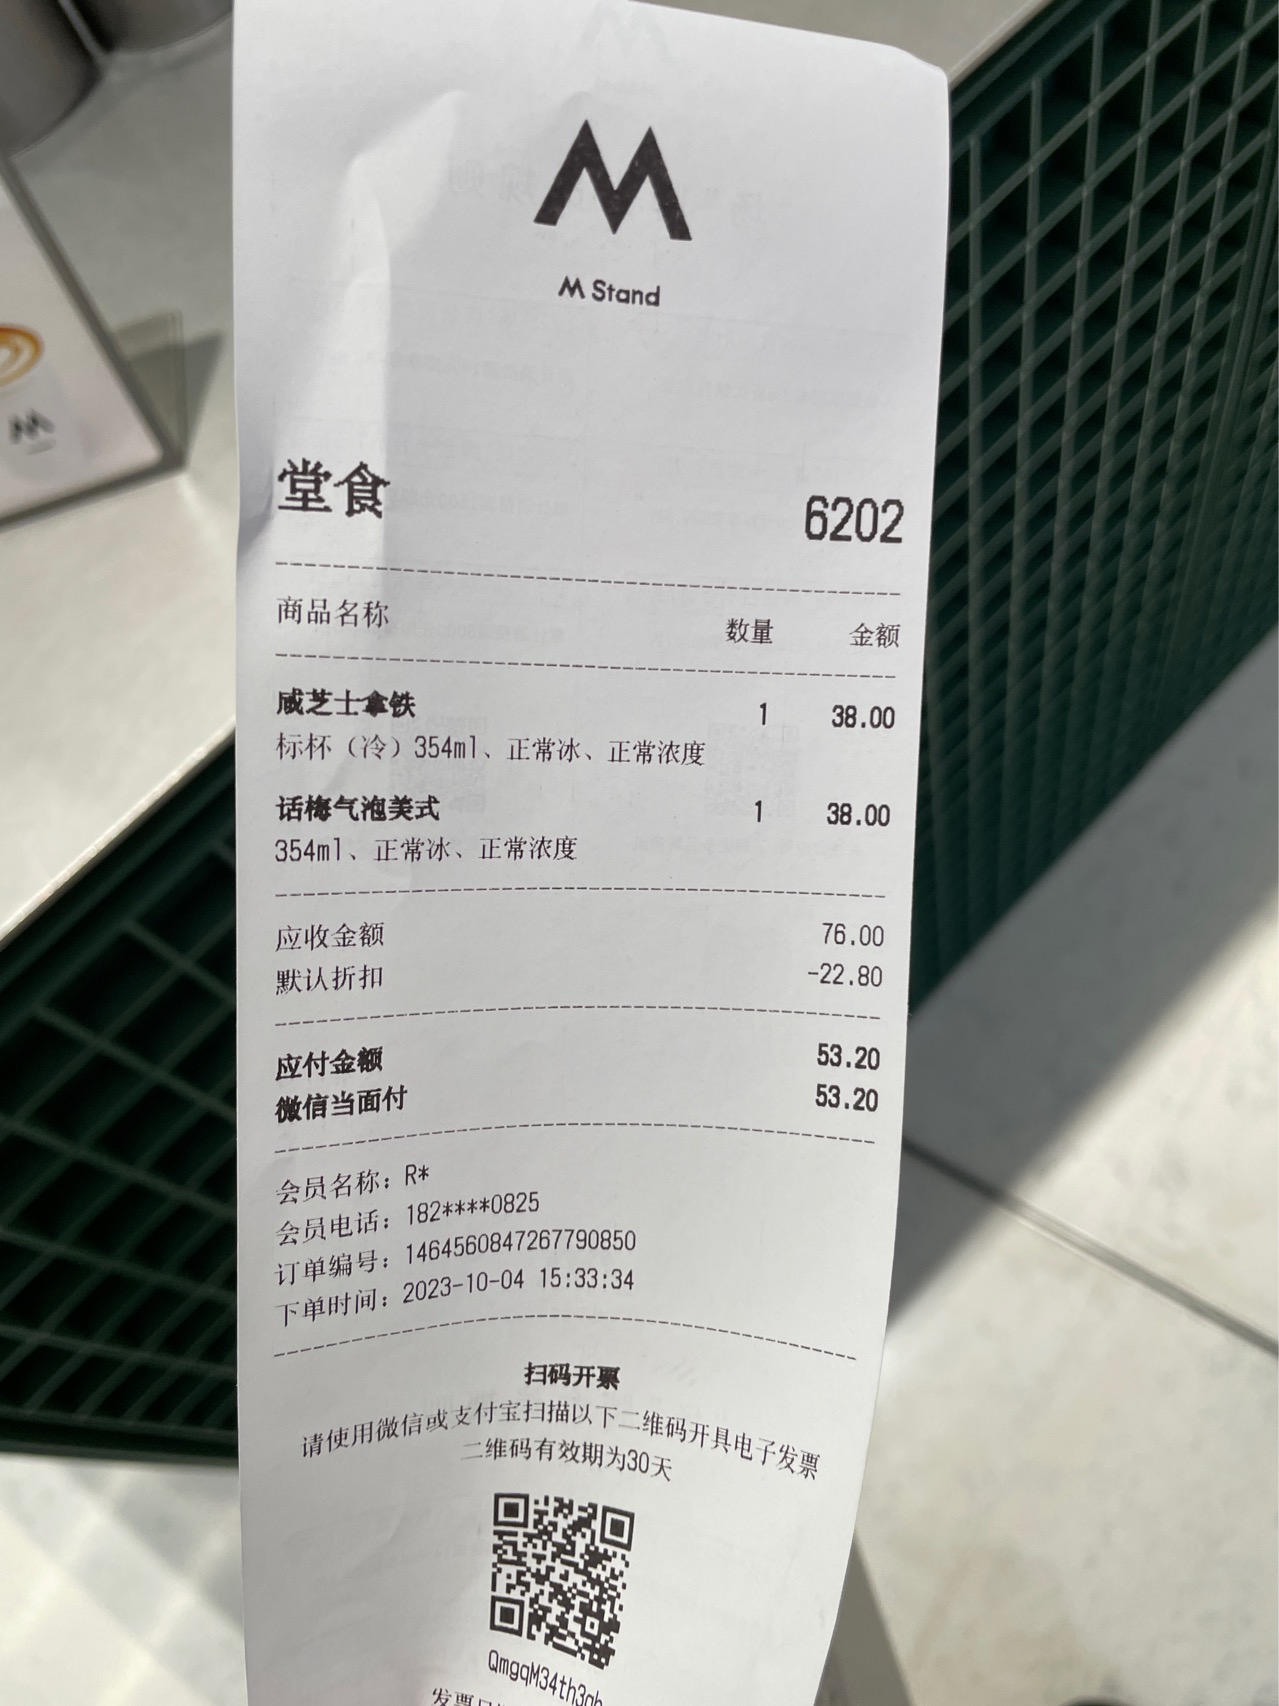 M
M Stand
堂食
6202
商品名称 数量 金额
咸芝士拿铁 1 38.00
标杯（冷）354ml、正常冰、正常浓度
话梅气泡美式 1 38.00
354ml、正常冰、正常浓度
应收金额 76.00
默认折扣 -22.80
应付金额 53.20
微信当面付 53.20
会员名称：R*
会员电话：182****0825
订单编号：1464560847267790850
下单时间：2023-10-04 15:33:34
扫码开票
请使用微信或支付宝扫描以下二维码开具电子发票
二维码有效期为30天